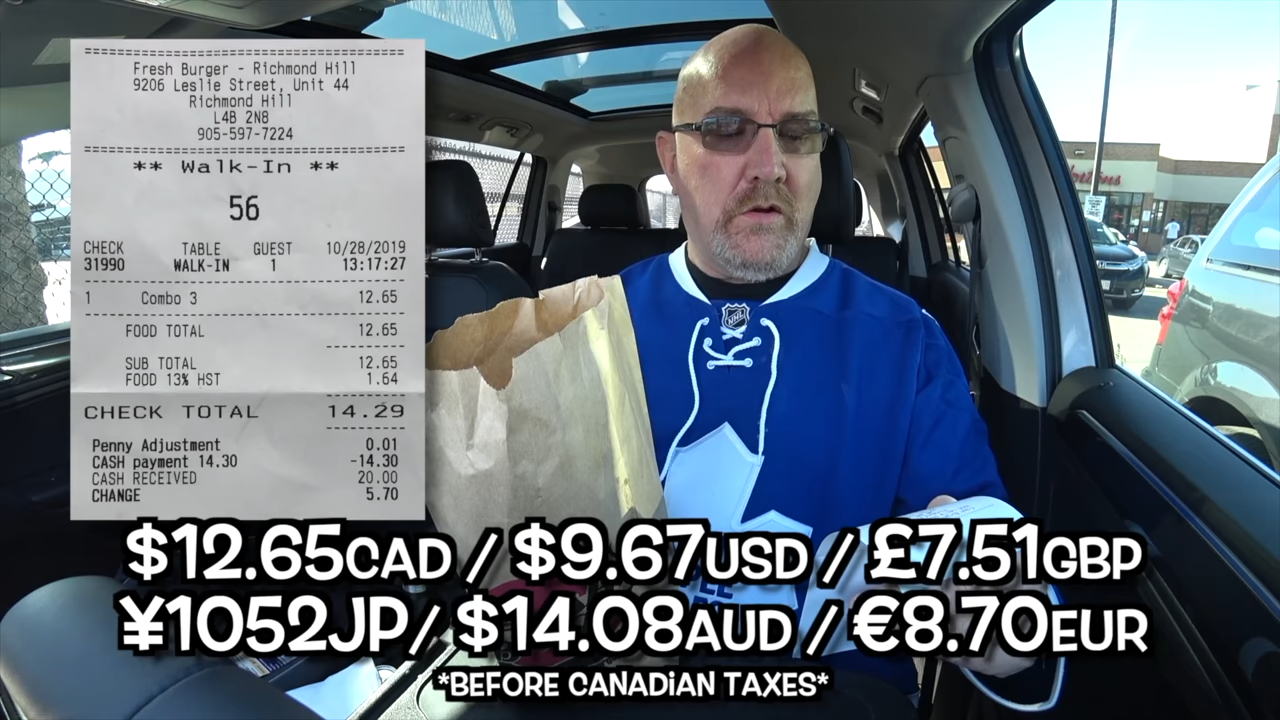 Fresh Burger - Richmond Hill
9206 Leslie Street, Unit 44
Richmond Hill
L4B 2N8
905-597-7224
** Walk-In **
56
CHECK TABLE GUEST 10/28/2019
31990 WALK-IN 1 13:17:27
1 Combo 3 12.65
FOOD TOTAL 12.65
SUB TOTAL 12.65
FOOD 13% HST 1.64
CHECK TOTAL 14.29
Penny Adjustment 0.01
CASH payment 14.30 -14.30
CASH RECEIVED 20.00
CHANGE 5.70
NHL
$12.65CAD / $9.67USD / £7.51GBP
¥1052JP/ $14.08AUD / €8.70EUR
*BEFORE CANADIAN TAXES*